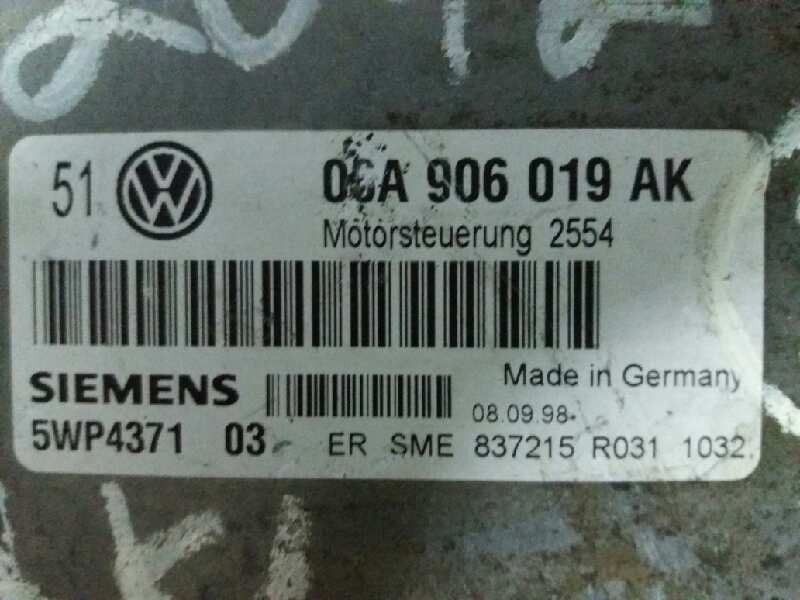 51 06A 906 019 AK
Motorsteuerung 2554
Made in Germany
SIEMENS
08.09.98
5WP4371 03 ER SME 837215 R031 1032